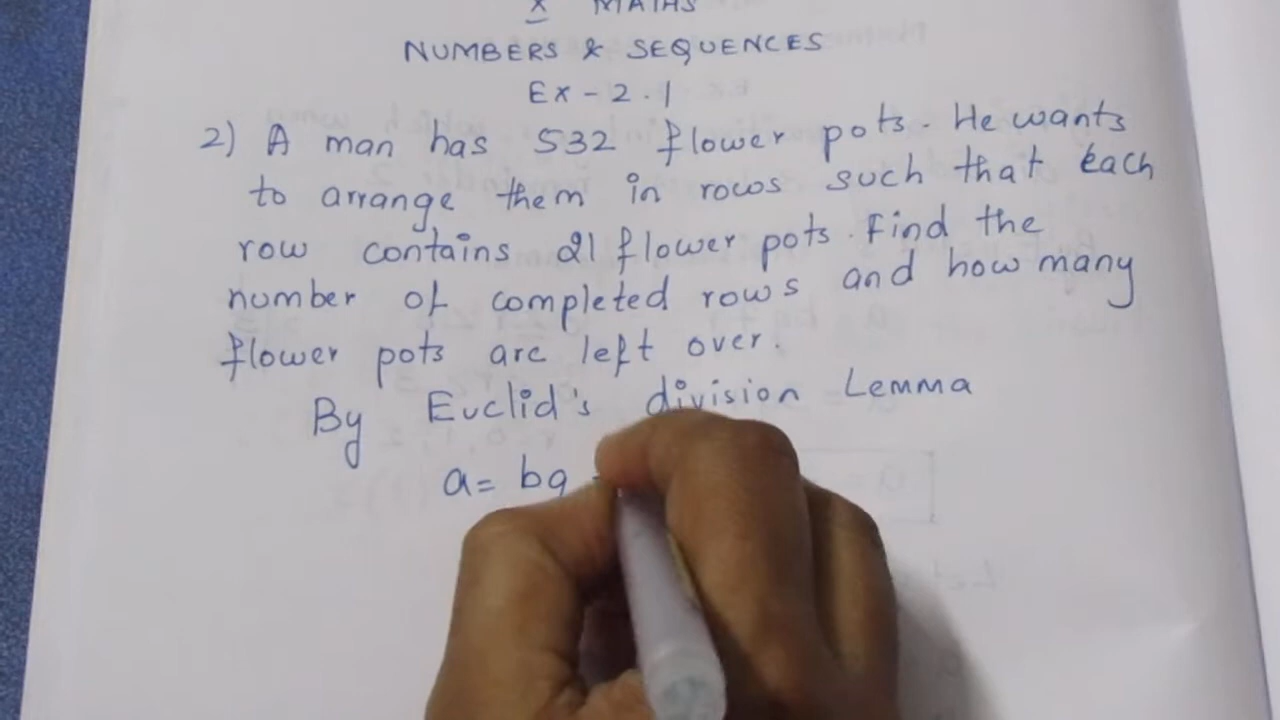 X MATHS
NUMBERS & SEQUENCES
Ex - 2.1
2) A man has 532 flower pots. He wants
to arrange them in rows such that each
row contains 21 flower pots. Find the
number of completed rows and how many
flower pots are left over.
By Euclid's division Lemma
a = bq